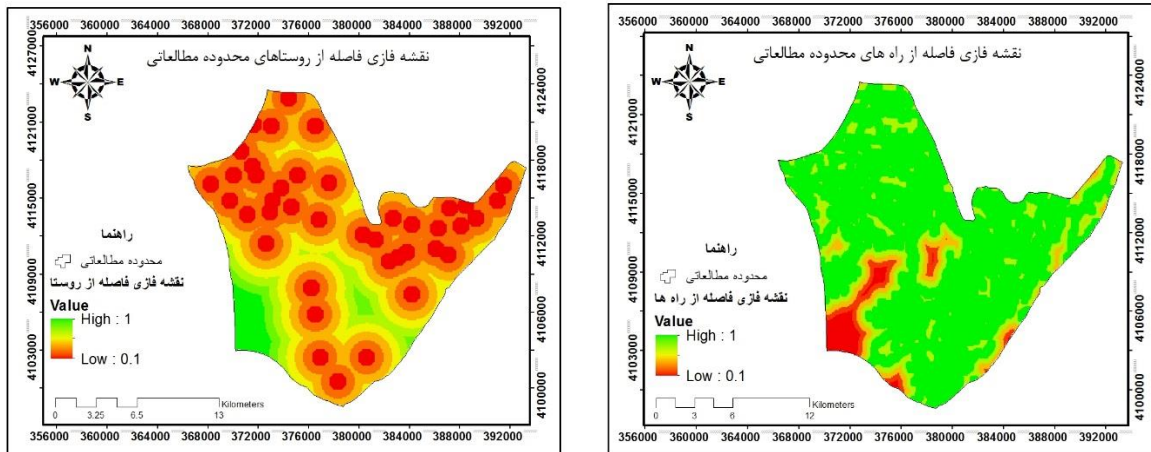 356000 360000 364000 368000 372000 376000 380000 384000 388000 392000
نقشه فازی فاصله از روستاهای محدوده مطالعاتی
N
W E
S
4127000
4121000
4115000
4109000
4103000
4124000
4118000
4112000
4106000
4100000
راهنما
محدوده مطالعاتی
نقشه فازی فاصله از روستا
Value
High : 1
Low : 0.1
Kilometers
0 3.25 6.5 13
356000 360000 364000 368000 372000 376000 380000 384000 388000 392000
356000 360000 364000 368000 372000 376000 380000 384000 388000 392000
نقشه فازی فاصله از راه های محدوده مطالعاتی
N
W E
S
4127000
4121000
4115000
4109000
4103000
4124000
4118000
4112000
4106000
4100000
راهنما
محدوده مطالعاتی
نقشه فازی فاصله از راه ها
Value
High : 1
Low : 0.1
Kilometers
0 3 6 12
356000 360000 364000 368000 372000 376000 380000 384000 388000 392000